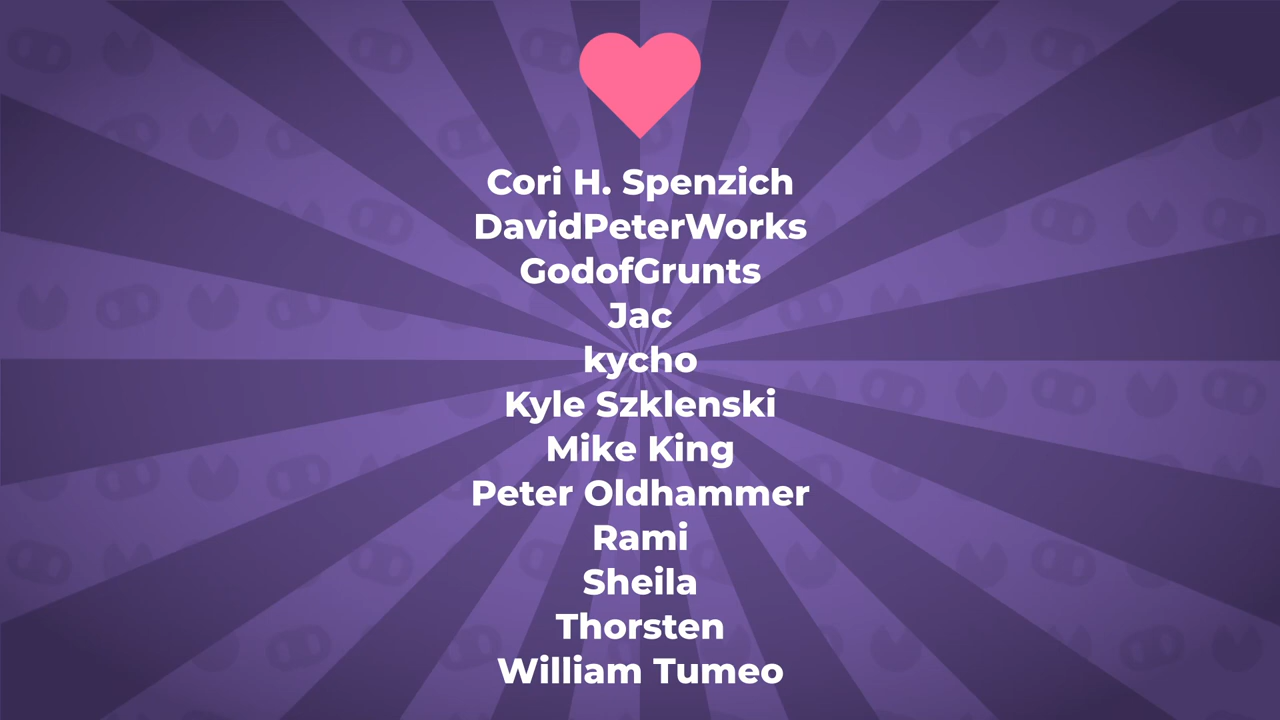 Cori H. Spenzich
DavidPeterWorks
GodofGrunts
Jac
kycho
Kyle Szklenski
Mike King
Peter Oldhammer
Rami
Sheila
Thorsten
William Tumeo